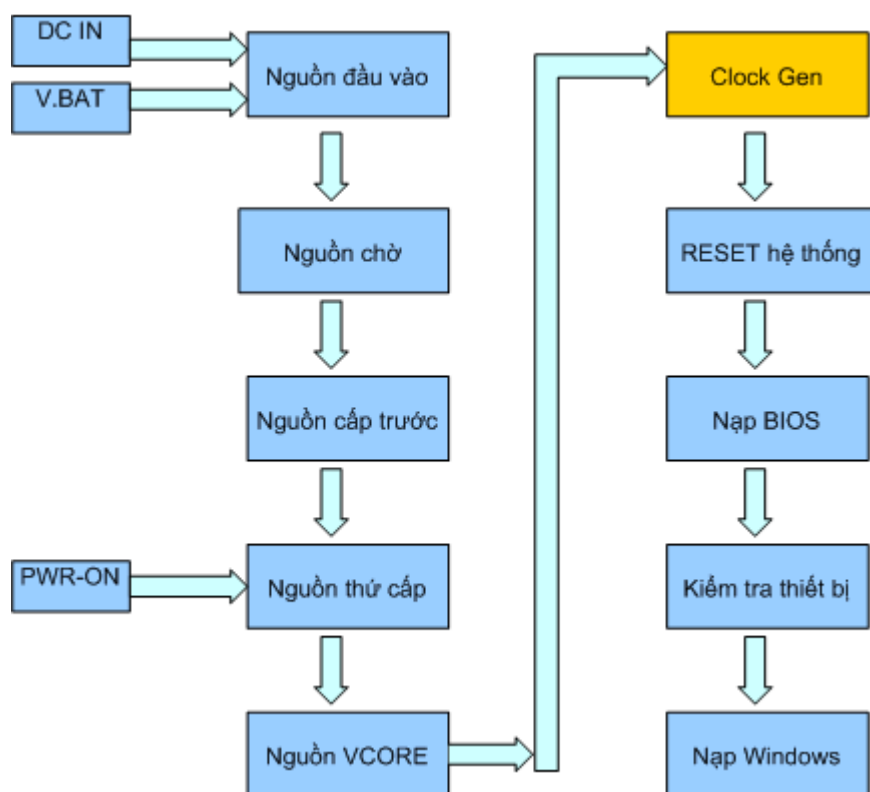 DC IN
V.BAT
Nguồn đầu vào
Nguồn chờ
Nguồn cấp trước
PWR-ON
Nguồn thứ cấp
Nguồn VCORE
Clock Gen
RESET hệ thống
Nạp BIOS
Kiểm tra thiết bị
Nạp Windows